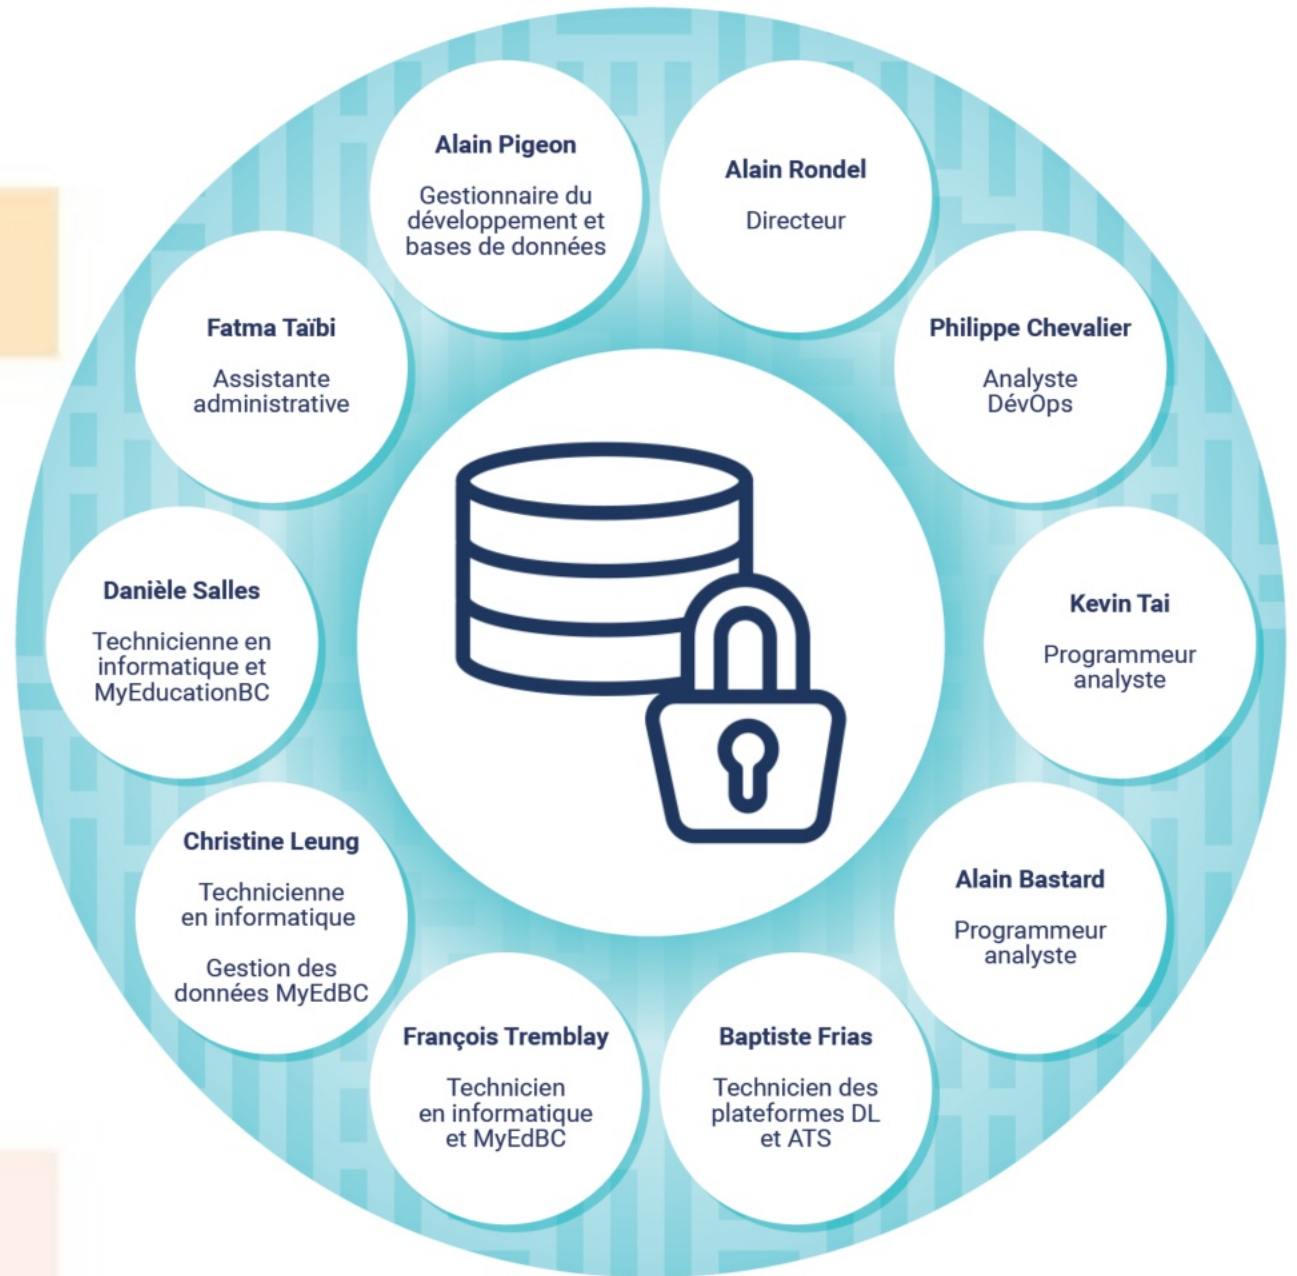 Alain Pigeon
Gestionnaire du
développement et
bases de données
Alain Rondel
Directeur
Philippe Chevalier
Analyste
DévOps
Kevin Tai
Programmeur
analyste
Alain Bastard
Programmeur
analyste
Baptiste Frias
Technicien des
plateformes DL
et ATS
François Tremblay
Technicien
en informatique
et MyEdBC
Christine Leung
Technicienne
en informatique
Gestion des
données MyEdBC
Danièle Salles
Technicienne en
informatique et
MyEducationBC
Fatma Taïbi
Assistante
administrative